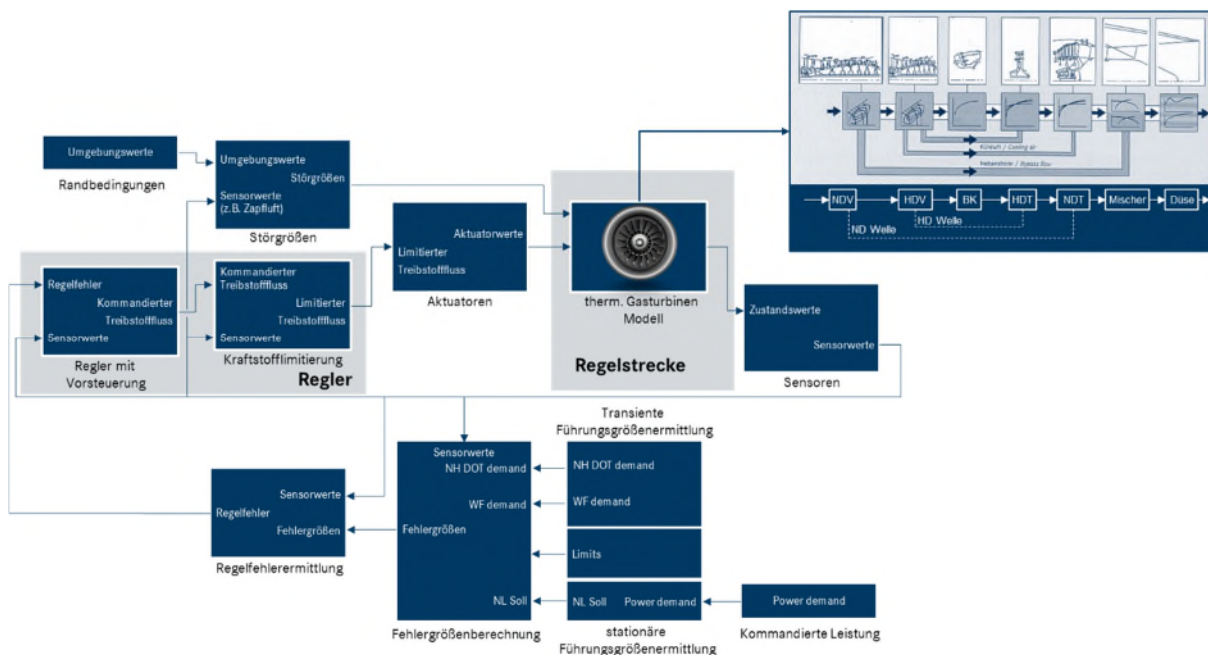 Kühlluft / Cooling air
Nebenstrom / Bypass flow
NDV
HDV
BK
HDT
NDT
Mischer
Düse
HD Welle
ND Welle
Umgebungswerte
Randbedingungen
Umgebungswerte
Störgrößen
Sensorwerte
(z.B. Zapfluft)
Störgrößen
Regelfehler
Kommandierter
Treibstofffluss
Sensorwerte
Regler mit
Vorsteuerung
Kommandierter
Treibstofffluss
Limitierter
Treibstofffluss
Sensorwerte
Kraftstofflimitierung
Regler
Aktuatorwerte
Limitierter
Treibstofffluss
Aktuatoren
therm. Gasturbinen
Modell
Regelstrecke
Zustandswerte
Sensorwerte
Sensoren
Transiente
Führungsgrößenermittlung
Sensorwerte
NH DOT demand
WF demand
Fehlergrößen
NL Soll
Fehlergrößenberechnung
NH DOT demand
WF demand
Limits
NL Soll
Power demand
stationäre
Führungsgrößenermittlung
Power demand
Kommandierte Leistung
Sensorwerte
Regelfehler
Fehlergrößen
Regelfehlerermittlung